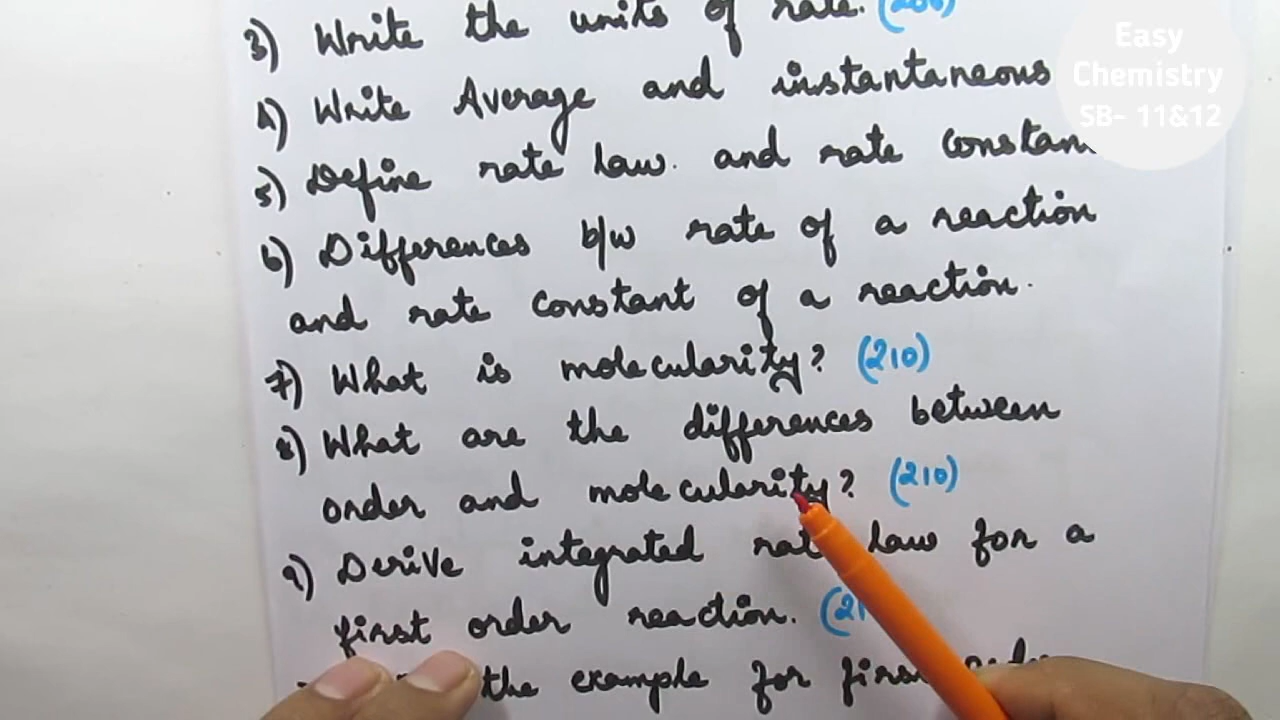 3) Write the units of rate. (206)
4) Write Average and instantaneous
5) Define rate law. and rate constan
6) Differences b/w rate of a reaction
and rate constant of a reaction.
7) What is molecularity? (210)
8) What are the differences between
order and molecularity? (210)
9) Derive integrated rate law for a
first order reaction. (21
the example for first order
Easy
Chemistry
SB- 11&12